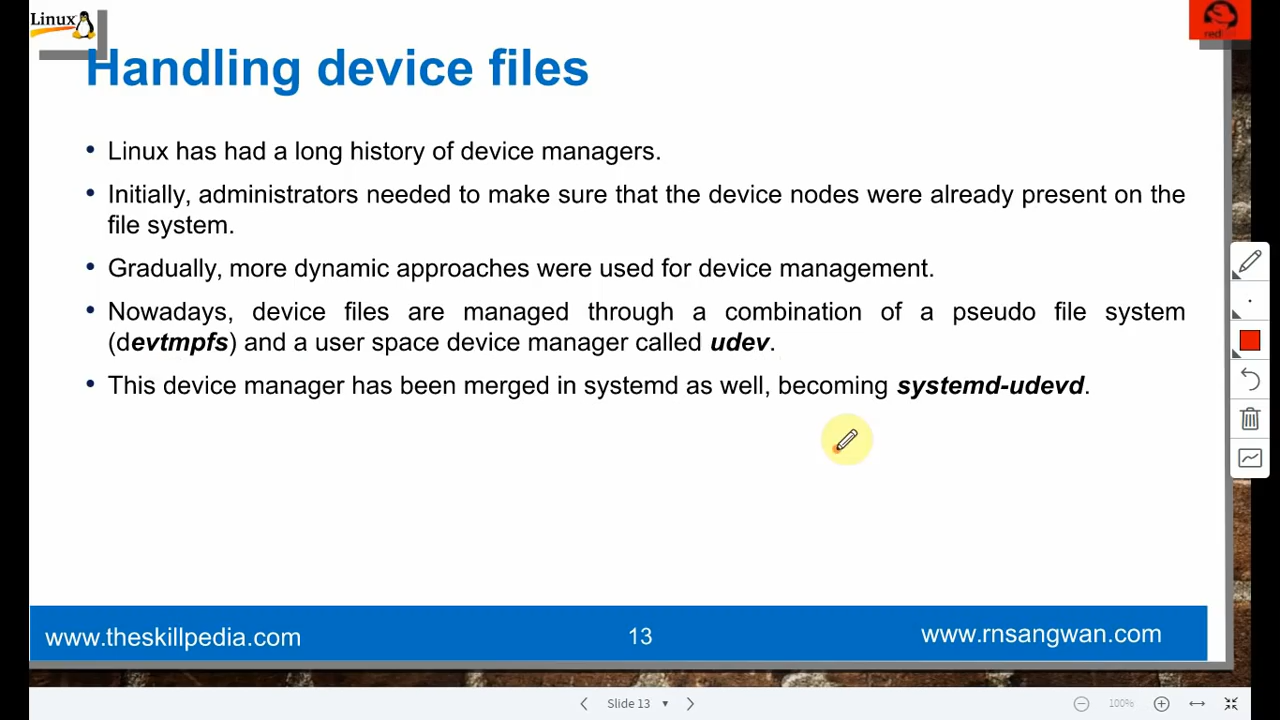 Linux
red
Handling device files
• Linux has had a long history of device managers.
• Initially, administrators needed to make sure that the device nodes were already present on the
file system.
• Gradually, more dynamic approaches were used for device management.
• Nowadays, device files are managed through a combination of a pseudo file system
(devtmpfs) and a user space device manager called udev.
• This device manager has been merged in systemd as well, becoming systemd-udevd.
www.theskillpedia.com
13
www.rnsangwan.com
Slide 13
100%